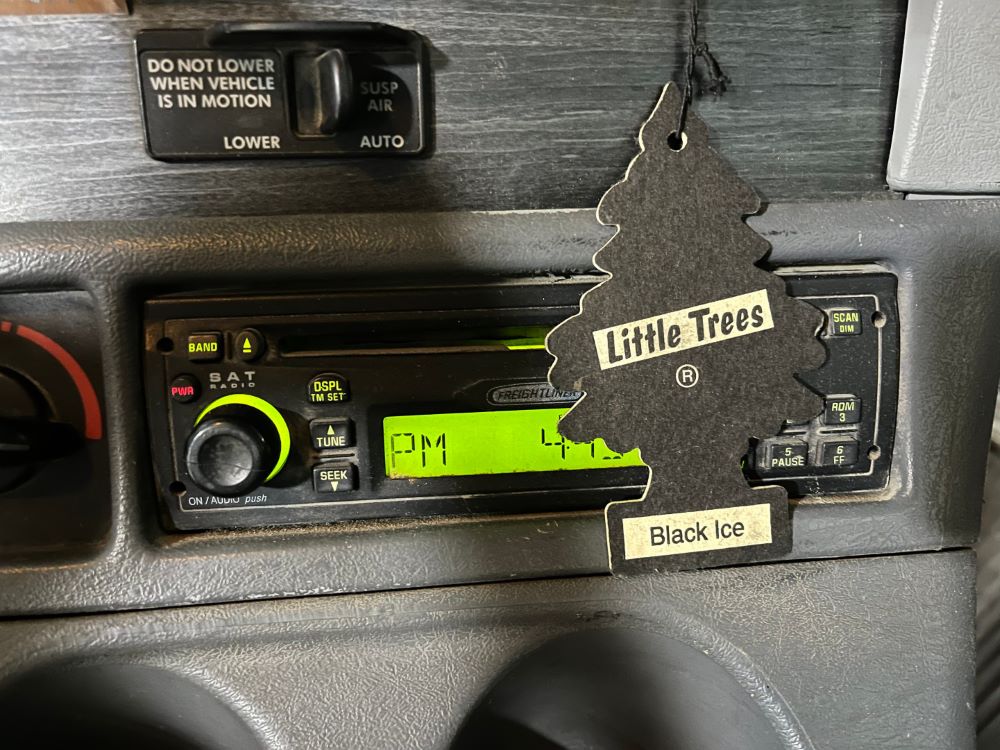 DO NOT LOWER
WHEN VEHICLE
IS IN MOTION
SUSP
AIR
LOWER
AUTO
BAND
SCAN
DIM
PWR
SAT
RADIO
DSPL
TM SET
FREIGHTLINER
TUNE
SEEK
PM
ON / AUDIO push
RDM
3
5
PAUSE
6
FF
Little Trees
®
Black Ice